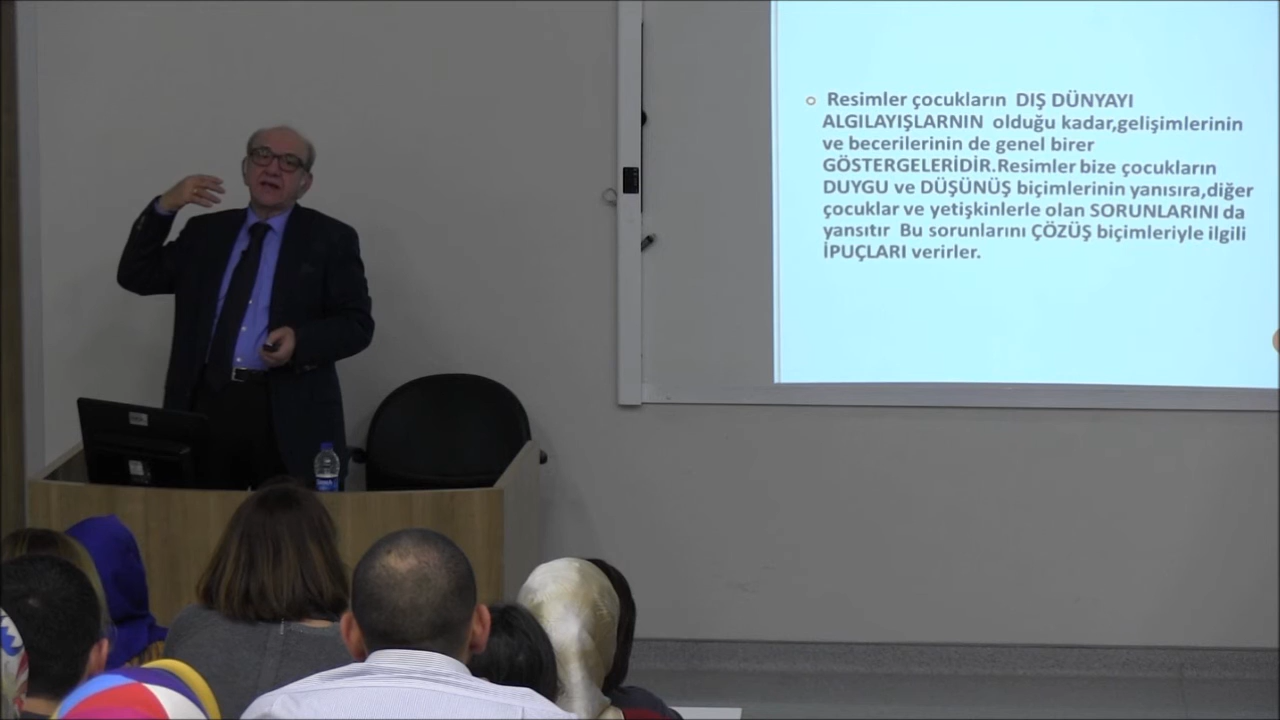 Resimler çocukların DIŞ DÜNYAYI
ALGILAYIŞLARNIN olduğu kadar,gelişimlerinin
ve becerilerinin de genel birer
GÖSTERGELERİDİR.Resimler bize çocukların
DUYGU ve DÜŞÜNÜŞ biçimlerinin yanısıra,diğer
çocuklar ve yetişkinlerle olan SORUNLARINI da
yansıtır Bu sorunlarını ÇÖZÜŞ biçimleriyle ilgili
İPUÇLARI verirler.